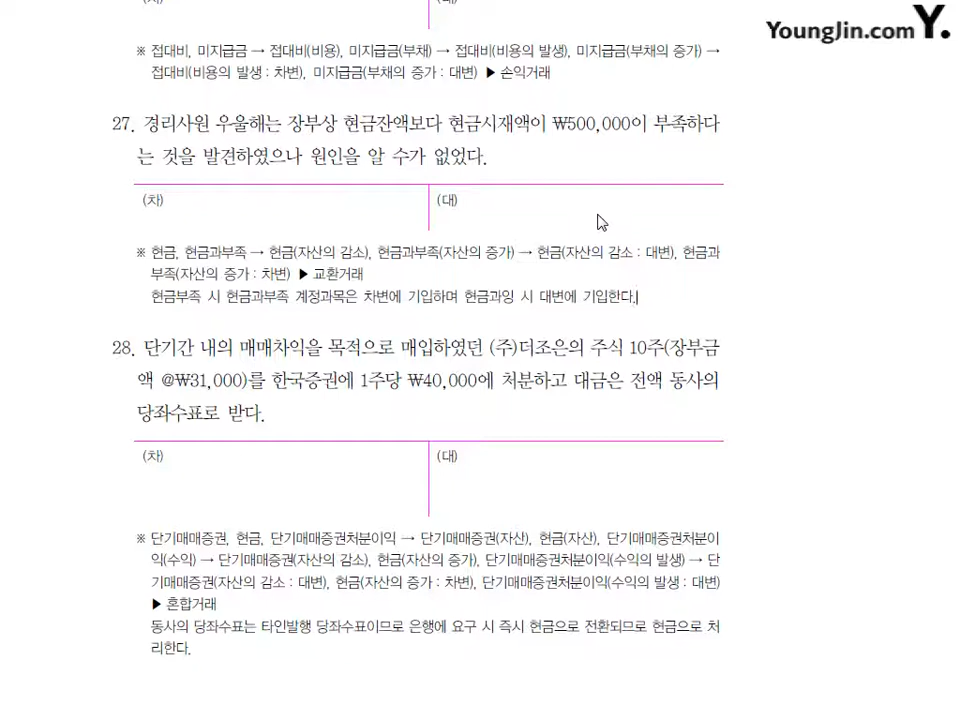 Younglin.com Y.
※ 접대비, 미지급금 → 접대비(비용), 미지급금(부채) → 접대비(비용의 발생), 미지급금(부채의 증가) →
접대비(비용의 발생 : 차변), 미지급금(부채의 증가 : 대변) ▶ 손익거래
27. 경리사원 우울해는 장부상 현금잔액보다 현금시재액이 ₩500,000이 부족하다
는 것을 발견하였으나 원인을 알 수가 없었다.
(차) (대)
※ 현금, 현금과부족 → 현금(자산의 감소), 현금과부족(자산의 증가) → 현금(자산의 감소 : 대변), 현금과
부족(자산의 증가 : 차변) ▶ 교환거래
현금부족 시 현금과부족 계정과목은 차변에 기입하며 현금과잉 시 대변에 기입한다.
28. 단기간 내의 매매차익을 목적으로 매입하였던 (주)더조은의 주식 10주(장부금
액 @₩31,000)를 한국증권에 1주당 ₩40,000에 처분하고 대금은 전액 동사의
당좌수표로 받다.
(차) (대)
※ 단기매매증권, 현금, 단기매매증권처분이익 → 단기매매증권(자산), 현금(자산), 단기매매증권처분이
익(수익) → 단기매매증권(자산의 감소), 현금(자산의 증가), 단기매매증권처분이익(수익의 발생) → 단
기매매증권(자산의 감소 : 대변), 현금(자산의 증가 : 차변), 단기매매증권처분이익(수익의 발생 : 대변)
▶ 혼합거래
동사의 당좌수표는 타인발행 당좌수표이므로 은행에 요구 시 즉시 현금으로 전환되므로 현금으로 처
리한다.